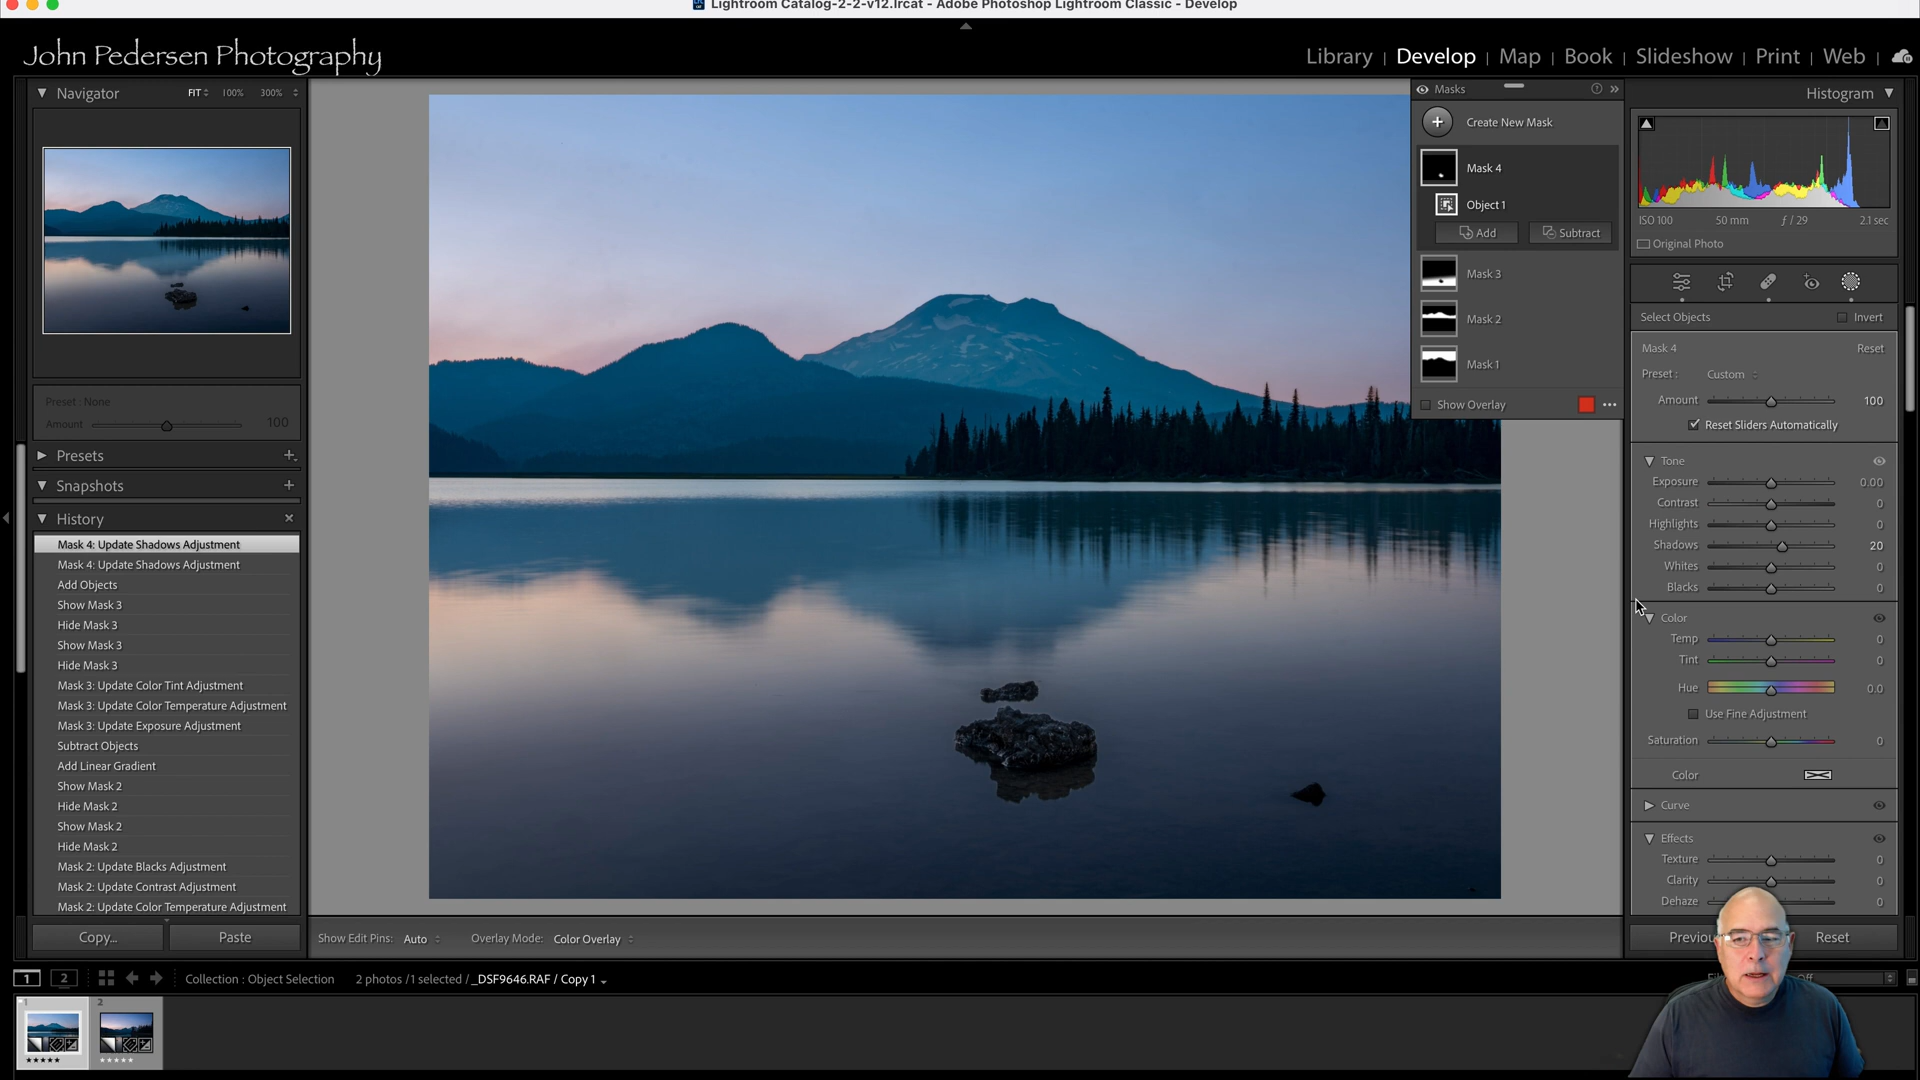 Lightroom Catalog-2-2-v12.lrcat - Adobe Photoshop Lightroom Classic - Develop
John Pedersen Photography
Library | Develop | Map | Book | Slideshow | Print | Web
Navigator FIT 100% 300%
Preset : None
Amount 100
Presets
Snapshots
History
Mask 4: Update Shadows Adjustment
Mask 4: Update Shadows Adjustment
Add Objects
Show Mask 3
Hide Mask 3
Show Mask 3
Hide Mask 3
Mask 3: Update Color Tint Adjustment
Mask 3: Update Color Temperature Adjustment
Mask 3: Update Exposure Adjustment
Subtract Objects
Add Linear Gradient
Show Mask 2
Hide Mask 2
Show Mask 2
Hide Mask 2
Mask 2: Update Blacks Adjustment
Mask 2: Update Contrast Adjustment
Mask 2: Update Color Temperature Adjustment
Copy... Paste
Masks
Create New Mask
Mask 4
Object 1
Add Subtract
Mask 3
Mask 2
Mask 1
Show Overlay
Histogram
ISO 100 50 mm ƒ / 29 2.1 sec
Original Photo
Select Objects Invert
Mask 4 Reset
Preset : Custom
Amount 100
Reset Sliders Automatically
Tone
Exposure 0.00
Contrast 0
Highlights 0
Shadows 20
Whites 0
Blacks 0
Color
Temp 0
Tint 0
Hue 0.0
Use Fine Adjustment
Saturation 0
Color
Curve
Effects
Texture 0
Clarity 0
Dehaze 0
Reset
Show Edit Pins: Auto Overlay Mode: Color Overlay
1 2 Collection : Object Selection 2 photos /1 selected /_DSF9646.RAF / Copy 1
1 2